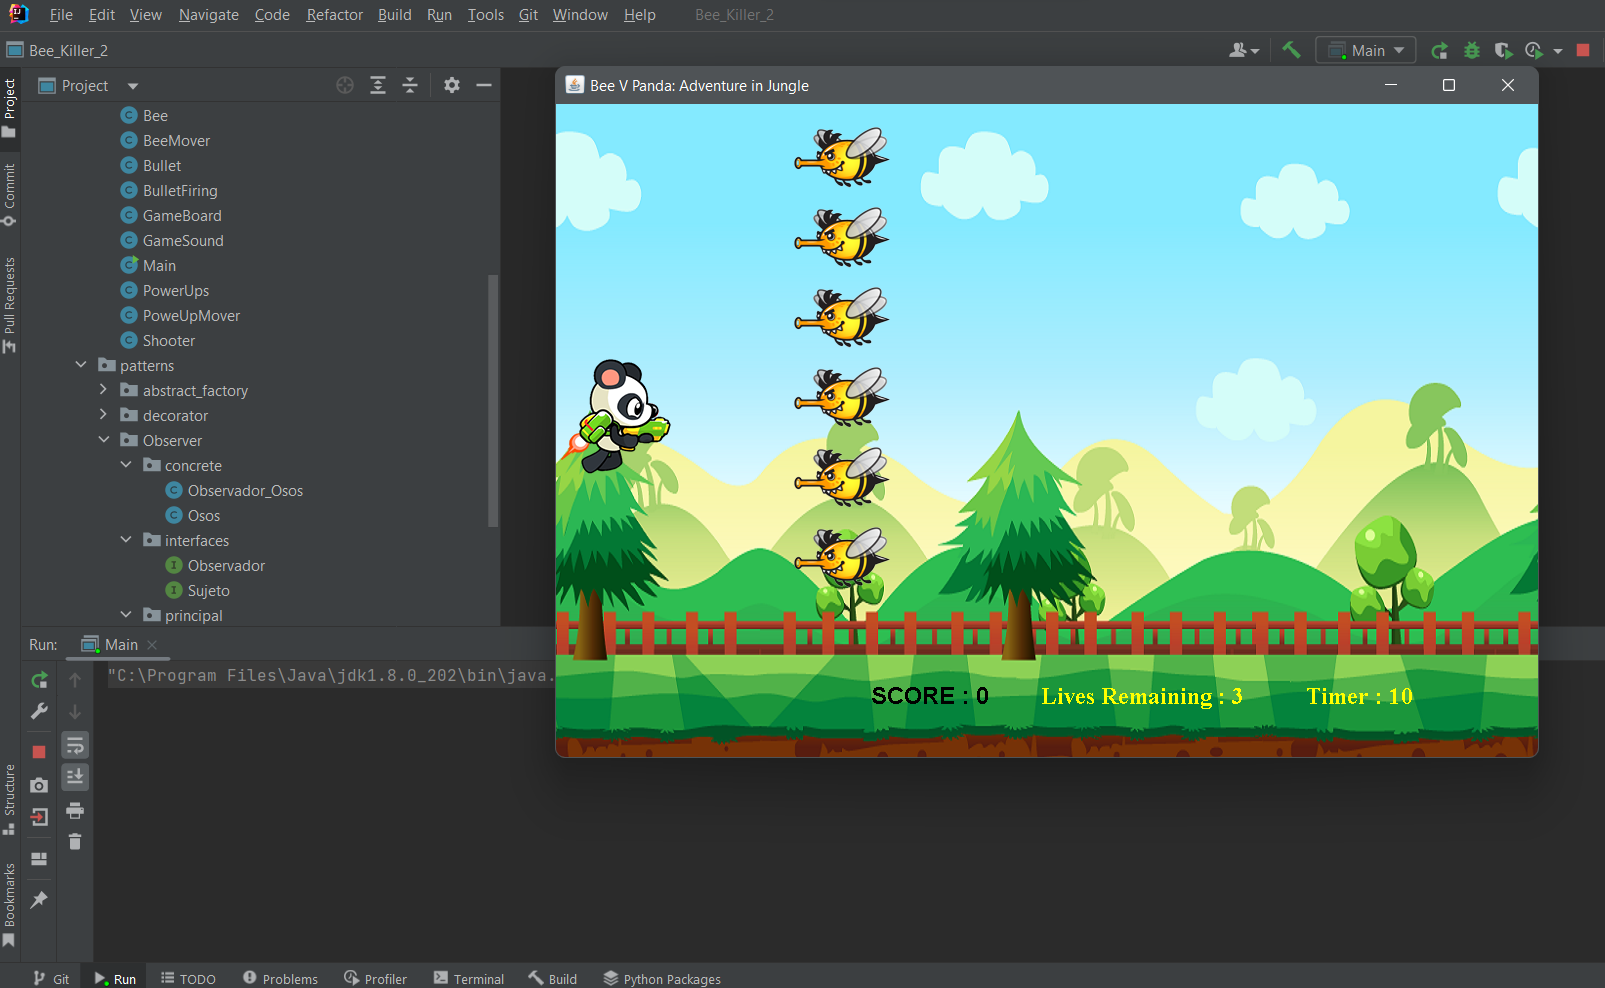 File Edit View Navigate Code Refactor Build Run Tools Git Window Help Bee_Killer_2
Bee_Killer_2
Main
Project
Project
Commit
Pull Requests
Structure
Bookmarks
Bee
BeeMover
Bullet
BulletFiring
GameBoard
GameSound
Main
PowerUps
PoweUpMover
Shooter
patterns
abstract_factory
decorator
Observer
concrete
Observador_Osos
Osos
interfaces
Observador
Sujeto
principal
Bee V Panda: Adventure in Jungle
SCORE : 0 Lives Remaining : 3 Timer : 10
Run: Main
"C:\Program Files\Java\jdk1.8.0_202\bin\java.
Git Run TODO Problems Profiler Terminal Build Python Packages